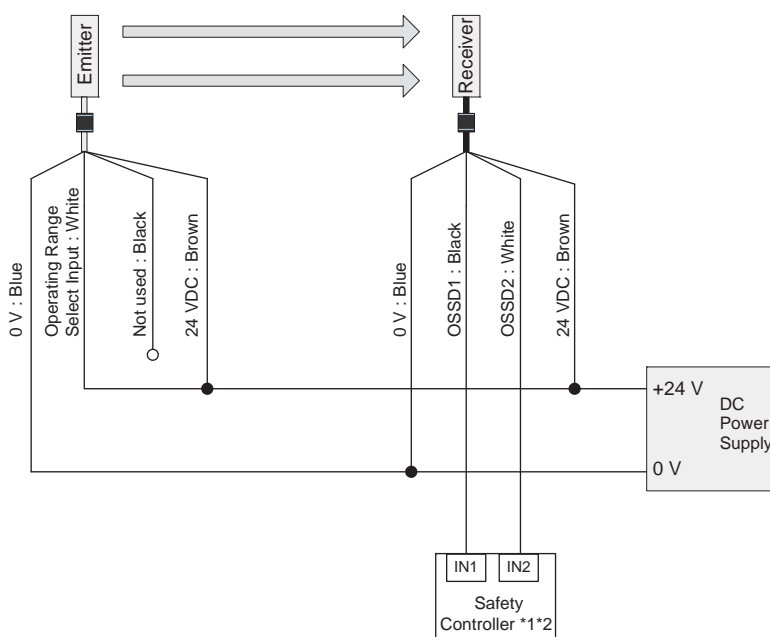 Emitter
Receiver
0 V : Blue
Operating Range
Select Input : White
Not used : Black
24 VDC : Brown
0 V : Blue
OSSD1 : Black
OSSD2 : White
24 VDC : Brown
+24 V
DC
Power
Supply
0 V
IN1
IN2
Safety
Controller *1*2